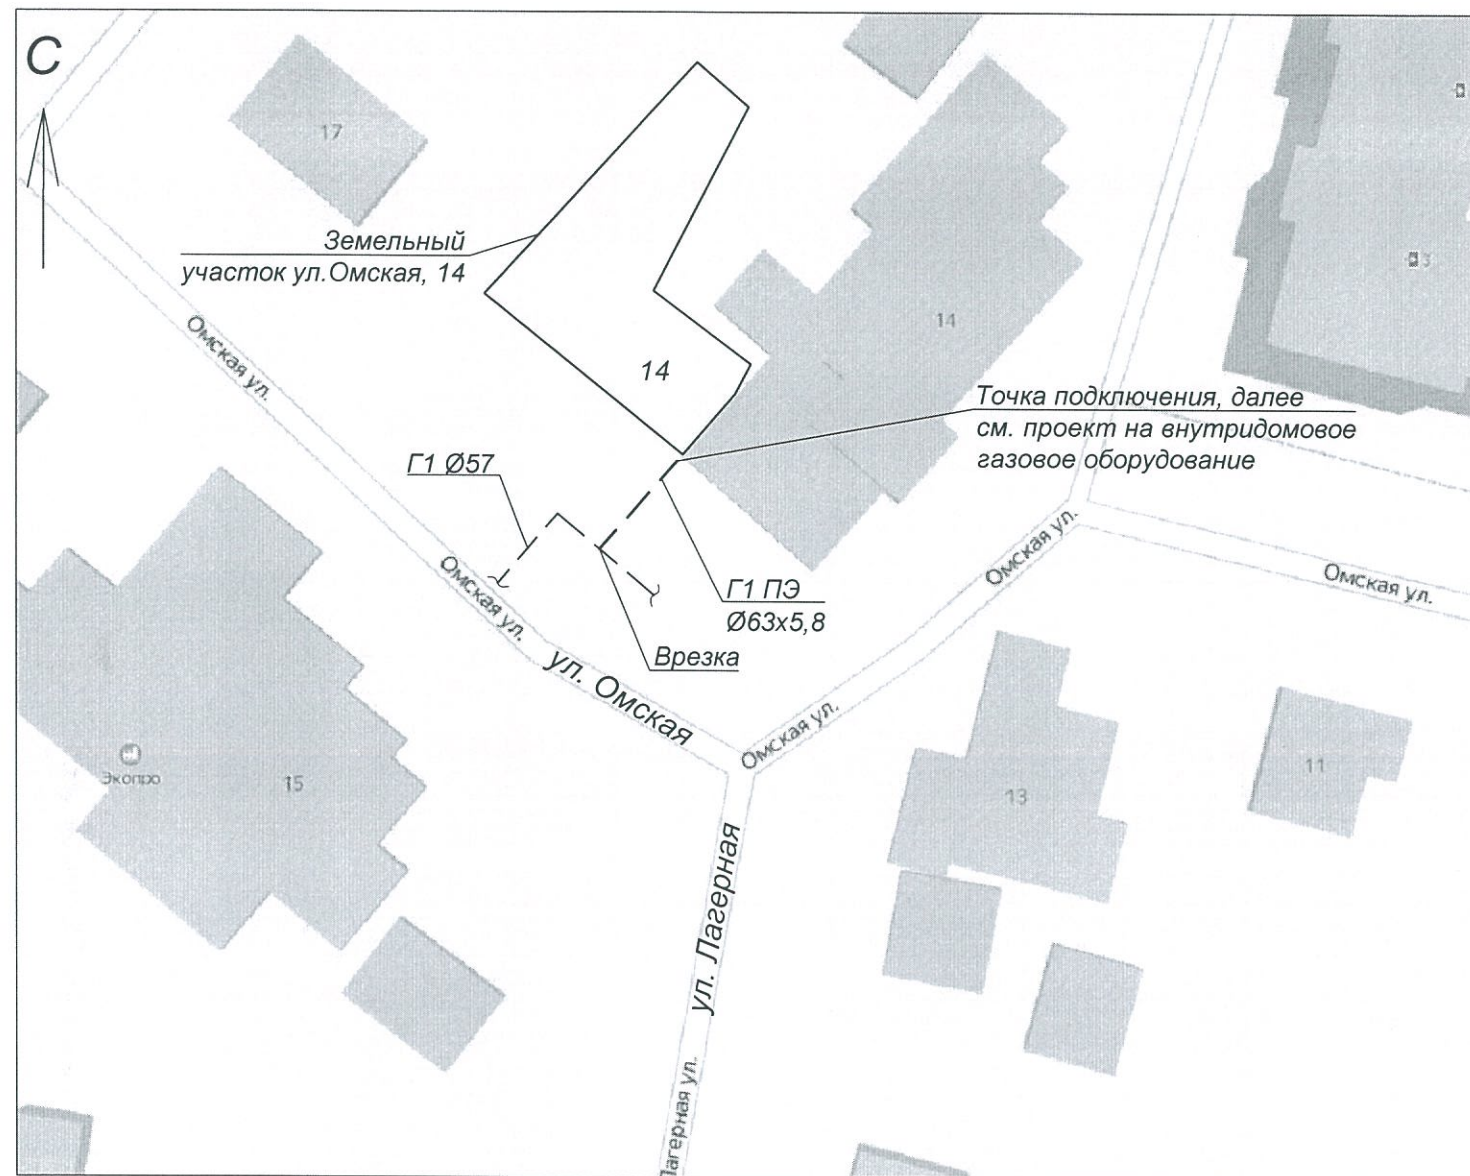 С
17
Земельный
участок ул.Омская, 14
14
14
3
Омская ул.
Точка подключения, далее
см. проект на внутридомовое
газовое оборудование
Г1 Ø57
Омская ул.
Омская ул.
Омская ул.
Г1 ПЭ
Ø63х5,8
Врезка
ул. Омская
Омская ул.
Экопро
15
13
11
ул. Лагерная
Лагерная ул.